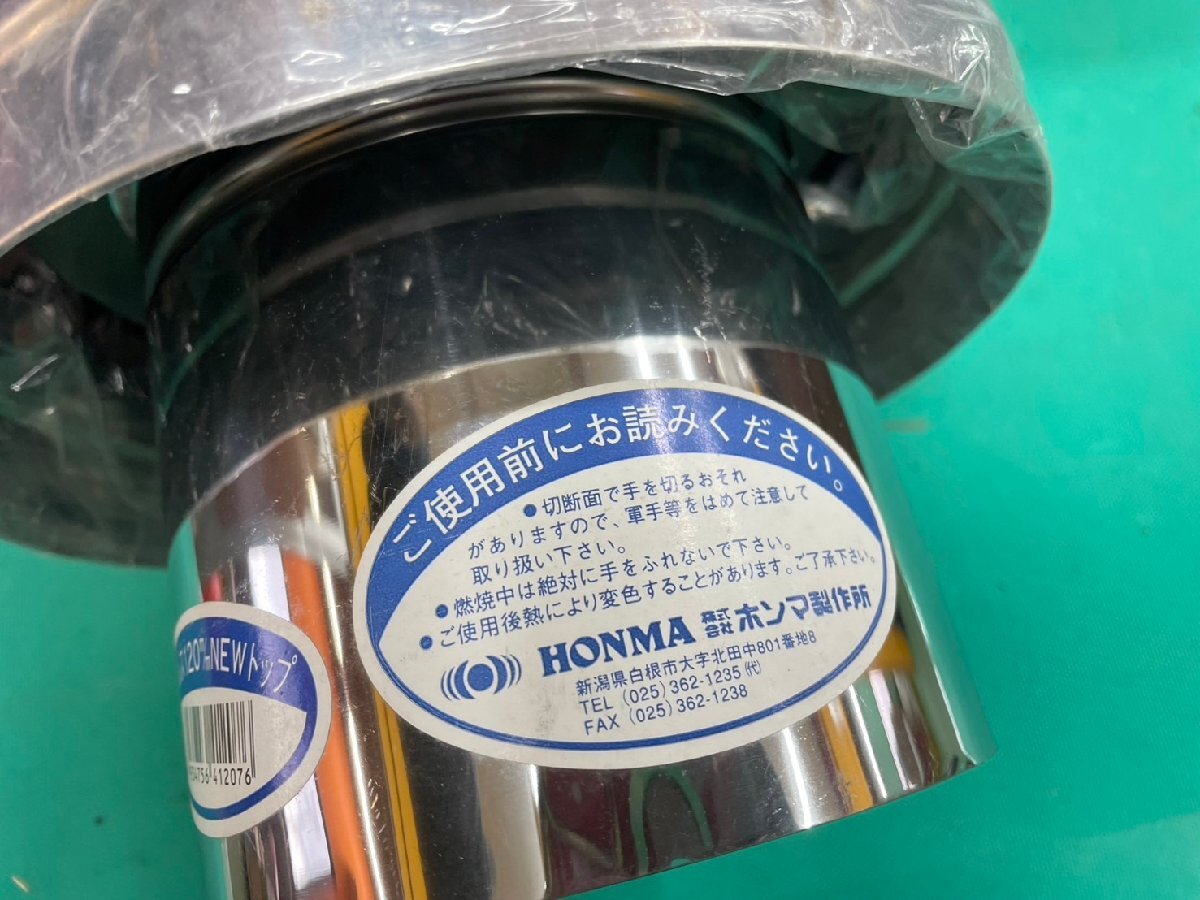 ご使用前にお読みください。
●切断面で手を切るおそれ
がありますので、軍手等をはめて注意して
取り扱い下さい。
●燃焼中は絶対に手をふれないで下さい。
●ご使用後熱により変色することがあります。ご了承下さい。
HONMA 株式会社 ホンマ製作所
新潟県白根市大字北田中801番地8
TEL (025) 362-1235 (代)
FAX (025) 362-1238
NEWトップ
412076